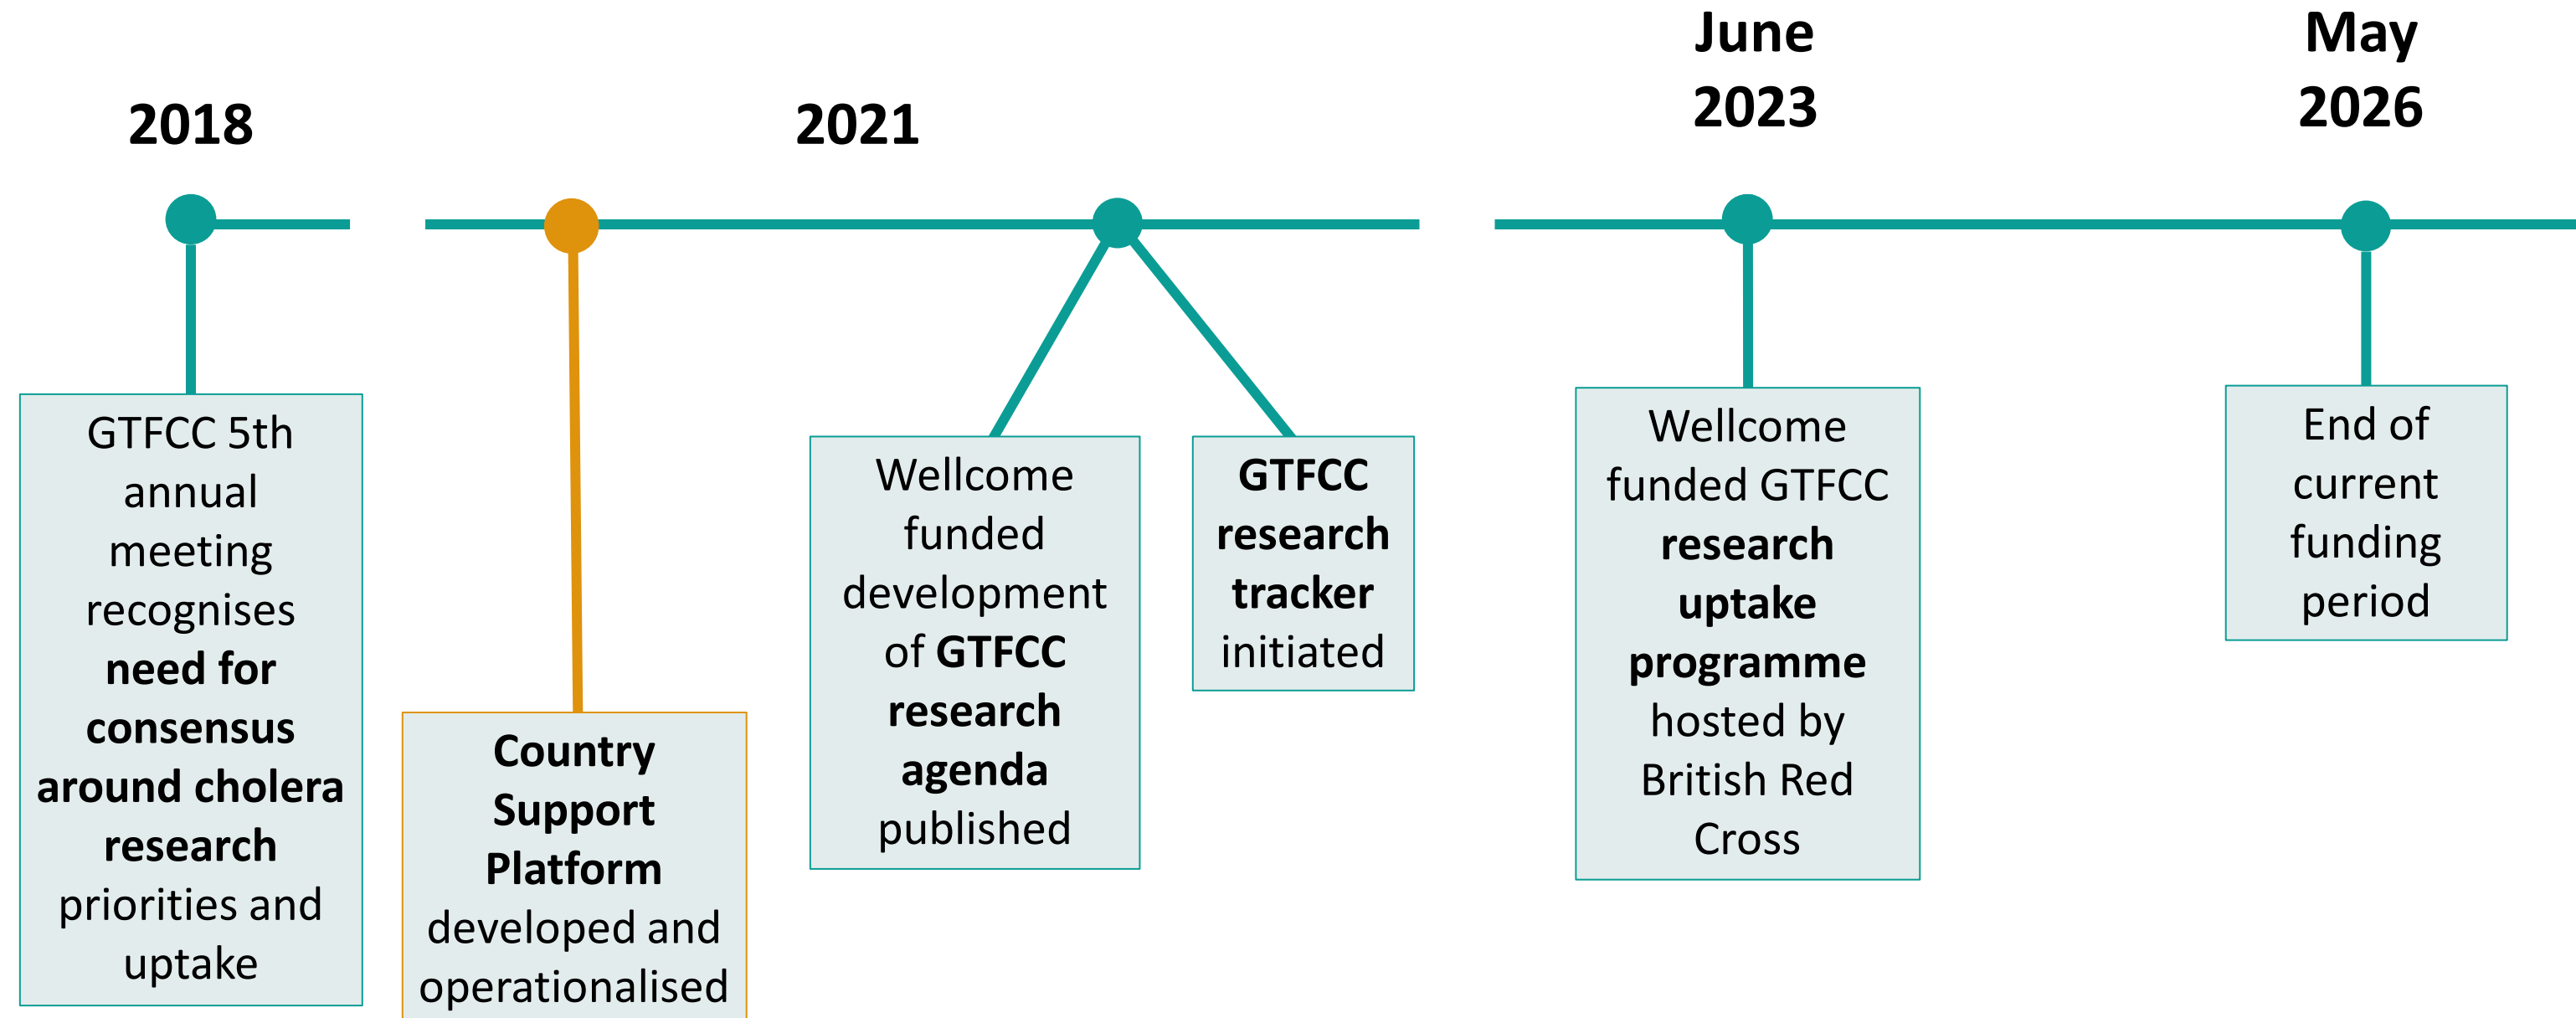 2018
GTFCC 5th
annual
meeting
recognises
need for
consensus
around cholera
research
priorities and
uptake
2021
Country
Support
Platform
developed and
operationalised
Wellcome
funded
development
of GTFCC
research
agenda
published
GTFCC
research
tracker
initiated
June
2023
Wellcome
funded GTFCC
research
uptake
programme
hosted by
British Red
Cross
May
2026
End of
current
funding
period